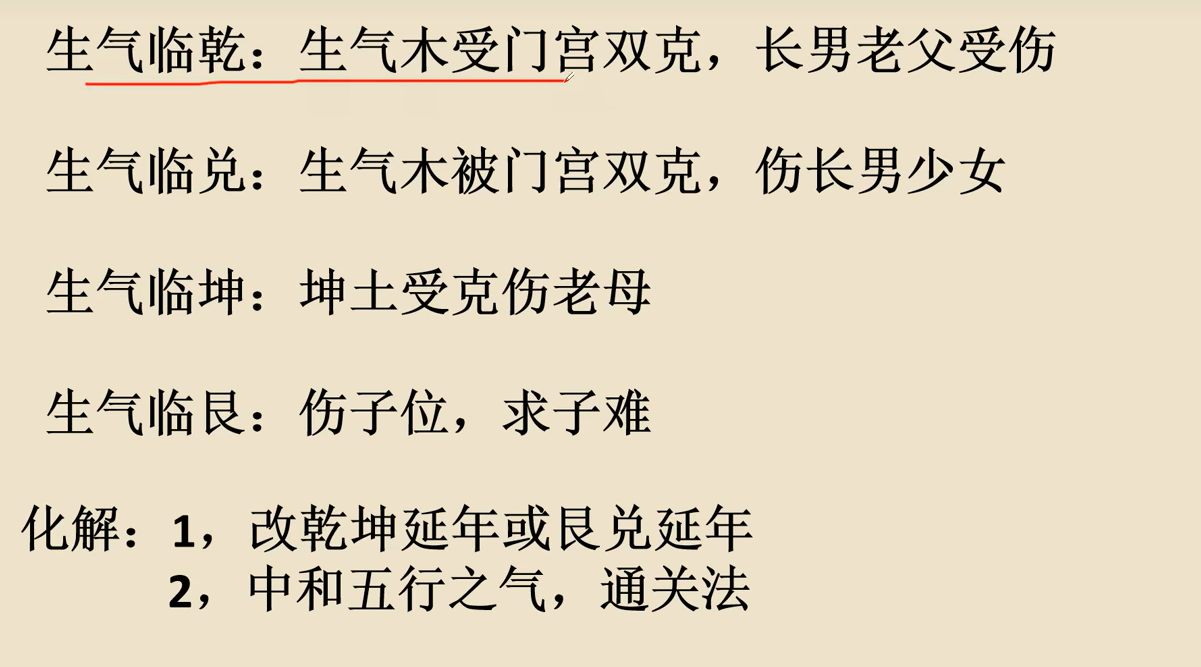 生气临乾：生气木受门宫双克，长男老父受伤
生气临兑：生气木被门宫双克，伤长男少女
生气临坤：坤土受克伤老母
生气临艮：伤子位，求子难
化解：1，改乾坤延年或艮兑延年
2，中和五行之气，通关法